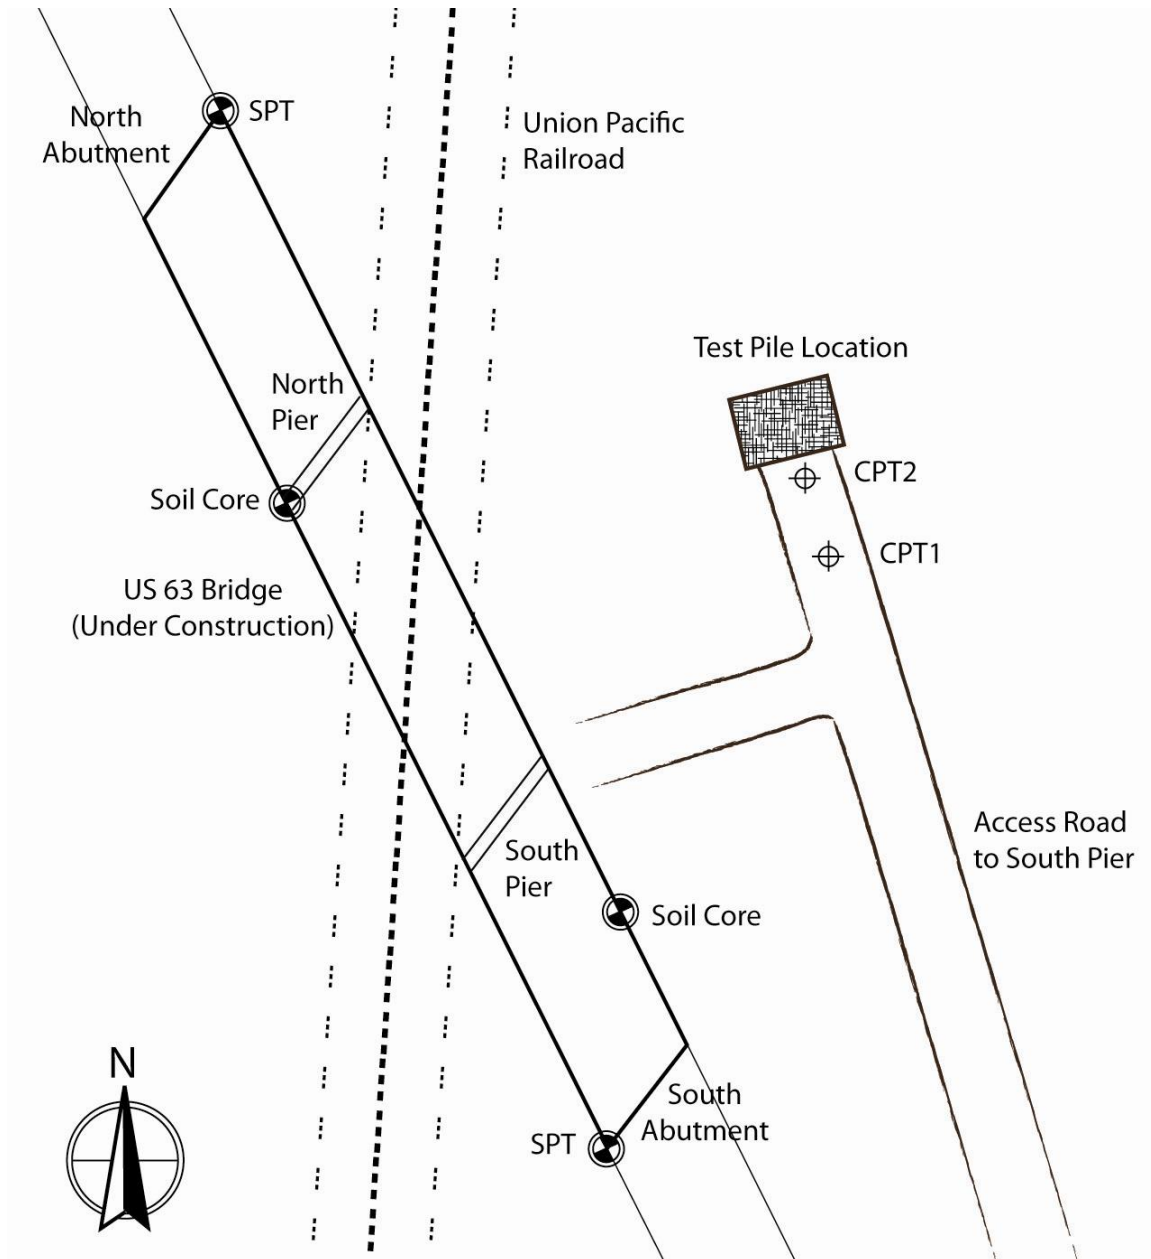 North
Abutment
SPT
Union Pacific
Railroad
Test Pile Location
North
Pier
CPT2
Soil Core
CPT1
US 63 Bridge
(Under Construction)
South
Pier
Access Road
to South Pier
Soil Core
N
South
Abutment
SPT